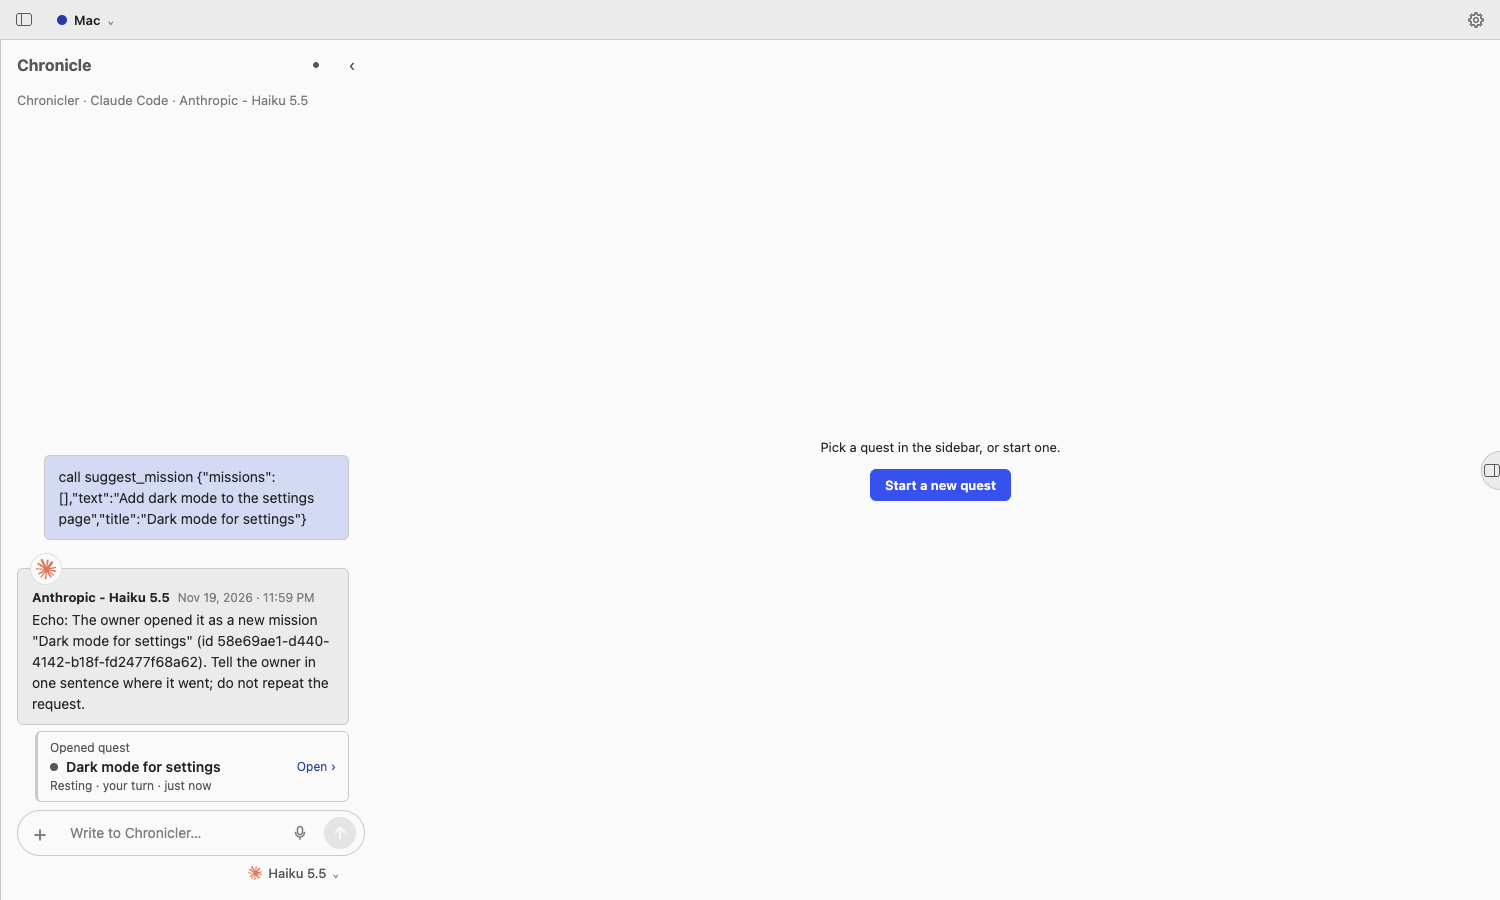 Mac
Chronicle
Chronicler · Claude Code · Anthropic - Haiku 5.5
call suggest_mission {"missions":
[],"text":"Add dark mode to the settings
page","title":"Dark mode for settings"}
Anthropic - Haiku 5.5 Nov 19, 2026 · 11:59 PM
Echo: The owner opened it as a new mission
"Dark mode for settings" (id 58e69ae1-d440-
4142-b18f-fd2477f68a62). Tell the owner in
one sentence where it went; do not repeat the
request.
Opened quest
Dark mode for settings
Open ›
Resting · your turn · just now
Write to Chronicler...
Haiku 5.5
Pick a quest in the sidebar, or start one.
Start a new quest